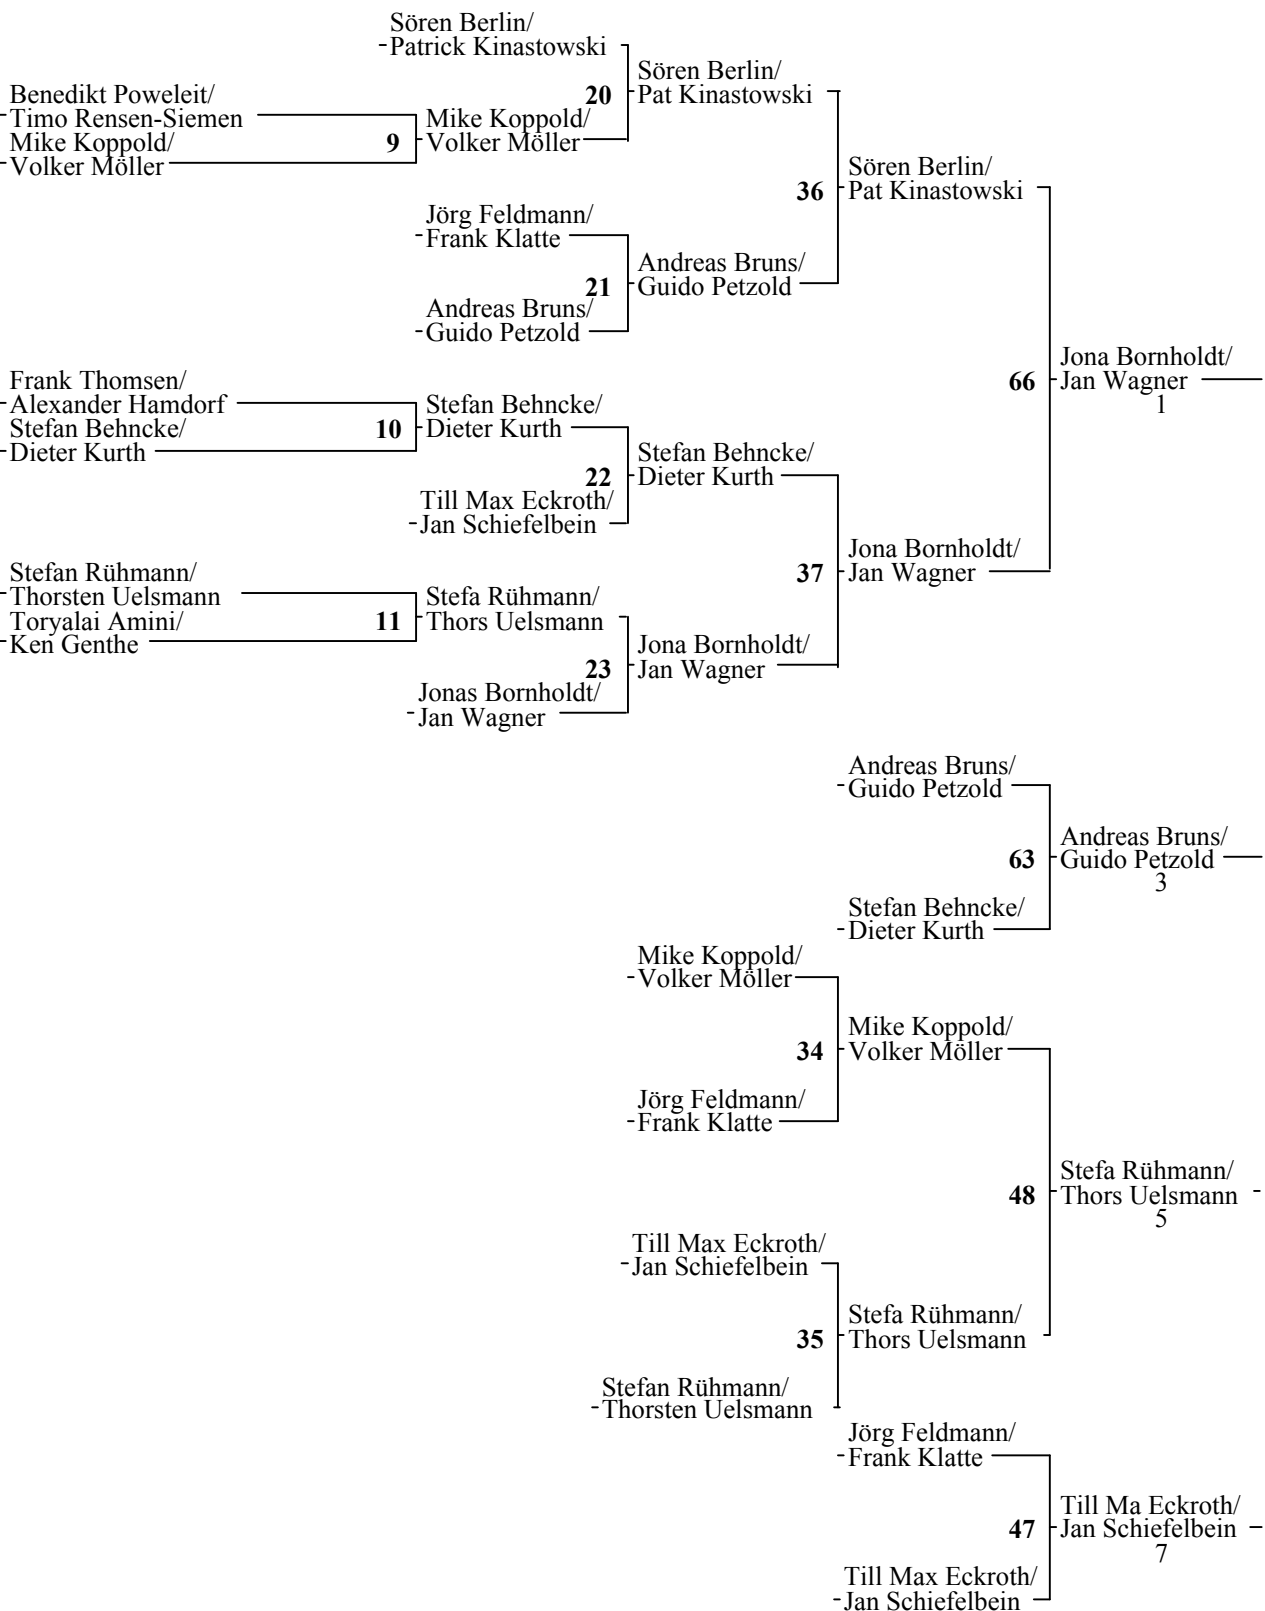 Sören Berlin/
-Patrick Kinastowski
Benedikt Poweleit/
Timo Rensen-Siemen
Mike Koppold/
Volker Möller
9
Mike Koppold/
Volker Möller
20
Sören Berlin/
Pat Kinastowski
Jörg Feldmann/
-Frank Klatte
21
Andreas Bruns/
-Guido Petzold
Andreas Bruns/
Guido Petzold
36
Sören Berlin/
Pat Kinastowski
Frank Thomsen/
Alexander Hamdorf
Stefan Behncke/
Dieter Kurth
10
Stefan Behncke/
Dieter Kurth
22
Till Max Eckroth/
-Jan Schiefelbein
Stefan Behncke/
Dieter Kurth
66
Jona Bornholdt/
Jan Wagner
1
Stefan Rühmann/
Thorsten Uelsmann
Toryalai Amini/
Ken Genthe
11
Stefa Rühmann/
Thors Uelsmann
23
Jonas Bornholdt/
-Jan Wagner
Jona Bornholdt/
Jan Wagner
37
Jona Bornholdt/
Jan Wagner
Andreas Bruns/
-Guido Petzold
63
Stefan Behncke/
-Dieter Kurth
Andreas Bruns/
Guido Petzold
3
Mike Koppold/
-Volker Möller
34
Jörg Feldmann/
-Frank Klatte
Mike Koppold/
Volker Möller
48
Stefa Rühmann/
Thors Uelsmann
5
Till Max Eckroth/
-Jan Schiefelbein
35
Stefan Rühmann/
-Thorsten Uelsmann
Stefa Rühmann/
Thors Uelsmann
Jörg Feldmann/
-Frank Klatte
47
Till Max Eckroth/
-Jan Schiefelbein
Till Ma Eckroth/
Jan Schiefelbein
7